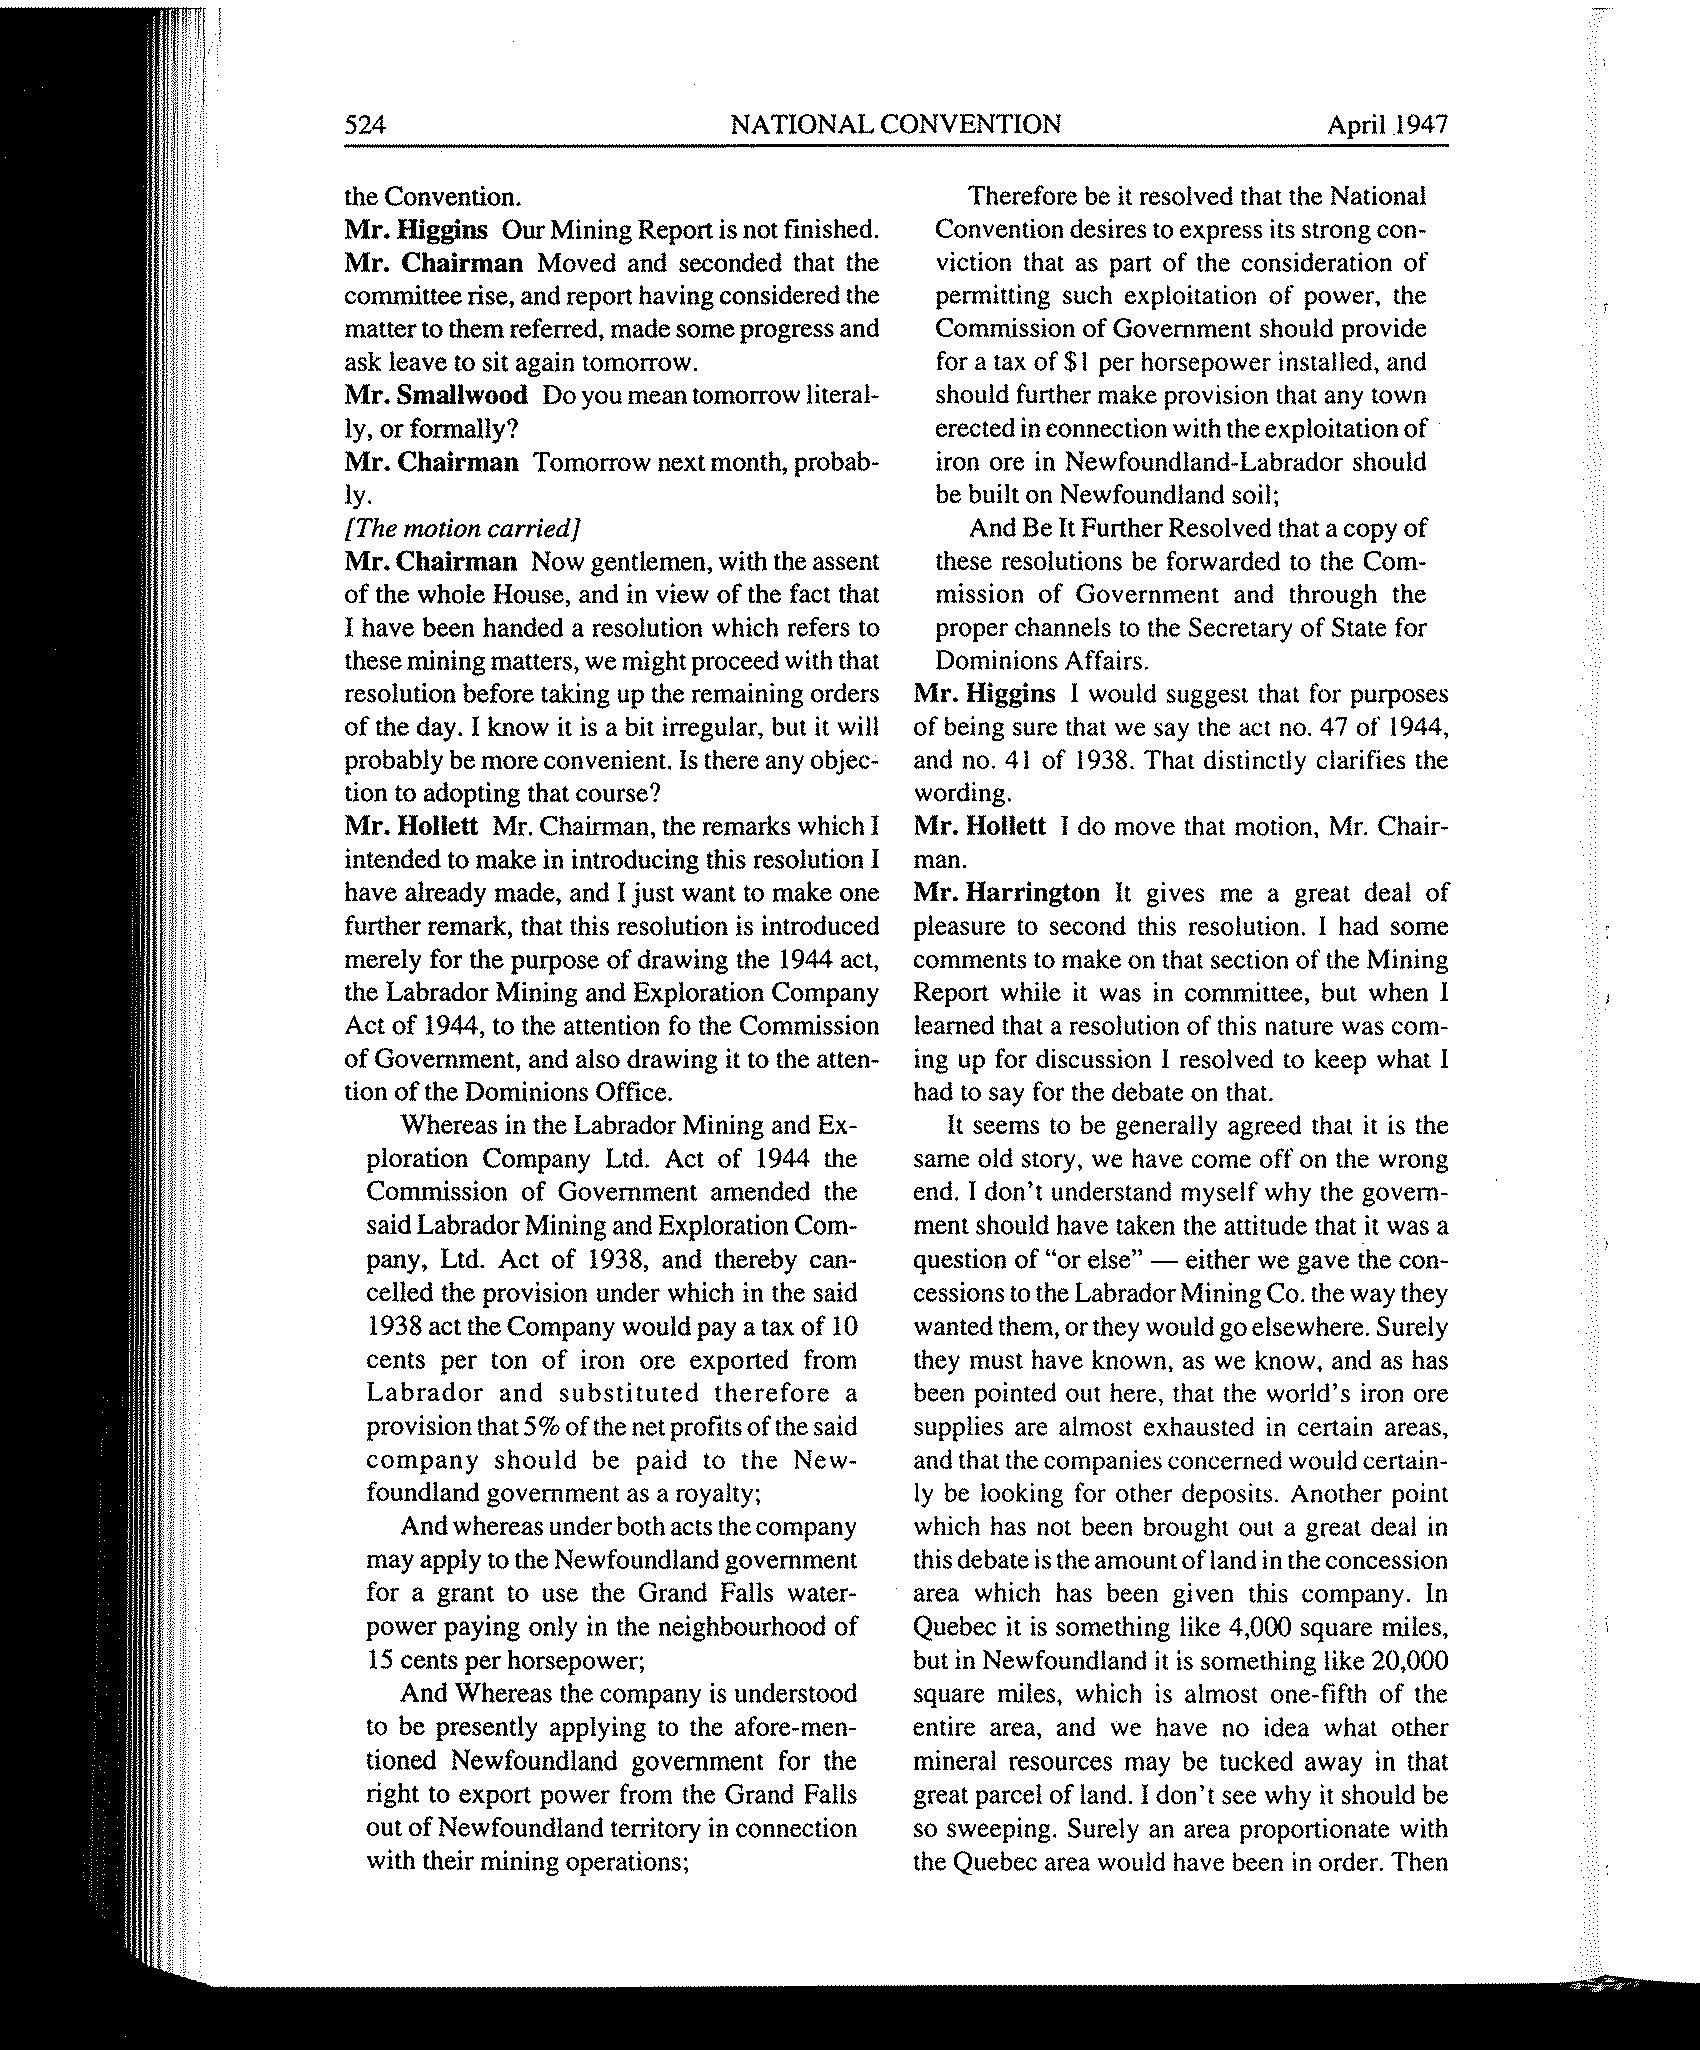 524 NATIONAL CONVENTION April 1947
the Convention.
Mr. Higgins Our Mining Report is not finished.
Mr. Chairman Moved and seconded that the
committee rise, and report having considered the
matter to them referred, made some progress and
ask leave to sit again tomorrow.
Mr. Smallwood Do you mean tomorrow literal-
ly, or formally?
Mr. Chairman Tomorrow next month, probab-
ly.
[The motion carried]
Mr. Chairman Now gentlemen, with the assent
of the whole House, and in view of the fact that
I have been handed a resolution which refers to
these mining matters, we might proceed with that
resolution before taking up the remaining orders
of the day. I know it is a bit irregular, but it will
probably be more convenient. Is there any objec-
tion to adopting that course?
Mr. Hollett Mr. Chairman, the remarks which I
intended to make in introducing this resolution I
have already made, and I just want to make one
further remark, that this resolution is introduced
merely for the purpose of drawing the 1944 act,
the Labrador Mining and Exploration Company
Act of 1944, to the attention fo the Commission
of Government, and also drawing it to the atten-
tion of the Dominions Office.
Whereas in the Labrador Mining and Ex-
ploration Company Ltd. Act of 1944 the
Commission of Government amended the
said Labrador Mining and Exploration Com-
pany, Ltd. Act of 1938, and thereby can-
celled the provision under which in the said
1938 act the Company would pay a tax of 10
cents per ton of iron ore exported from
Labrador and substituted therefore a
provision that 5% of the net profits of the said
company should be paid to the New-
foundland government as a royalty;
And whereas under both acts the company
may apply to the Newfoundland government
for a grant to use the Grand Falls water-
power paying only in the neighbourhood of
15 cents per horsepower;
And Whereas the company is understood
to be presently applying to the afore-men-
tioned Newfoundland government for the
right to export power from the Grand Falls
out of Newfoundland territory in connection
with their mining operations;
Therefore be it resolved that the National
Convention desires to express its strong con-
viction that as part of the consideration of
permitting such exploitation of power, the
Commission of Government should provide
for a tax of $1 per horsepower installed, and
should further make provision that any town
erected in connection with the exploitation of
iron ore in Newfoundland-Labrador should
be built on Newfoundland soil;
And Be It Further Resolved that a copy of
these resolutions be forwarded to the Com-
mission of Government and through the
proper channels to the Secretary of State for
Dominions Affairs.
Mr. Higgins I would suggest that for purposes
of being sure that we say the act no. 47 of 1944,
and no. 41 of 1938. That distinctly clarifies the
wording.
Mr. Hollett I do move that motion, Mr. Chair-
man.
Mr. Harrington It gives me a great deal of
pleasure to second this resolution. I had some
comments to make on that section of the Mining
Report while it was in committee, but when I
learned that a resolution of this nature was com-
ing up for discussion I resolved to keep what I
had to say for the debate on that.
It seems to be generally agreed that it is the
same old story, we have come off on the wrong
end. I don't understand myself why the govern-
ment should have taken the attitude that it was a
question of "or else" — either we gave the con-
cessions to the Labrador Mining Co. the way they
wanted them, or they would go elsewhere. Surely
they must have known, as we know, and as has
been pointed out here, that the world's iron ore
supplies are almost exhausted in certain areas,
and that the companies concerned would certain-
ly be looking for other deposits. Another point
which has not been brought out a great deal in
this debate is the amount of land in the concession
area which has been given this company. In
Quebec it is something like 4,000 square miles,
but in Newfoundland it is something like 20,000
square miles, which is almost one-fifth of the
entire area, and we have no idea what other
mineral resources may be tucked away in that
great parcel of land. I don't see why it should be
so sweeping. Surely an area proportionate with
the Quebec area would have been in order. Then